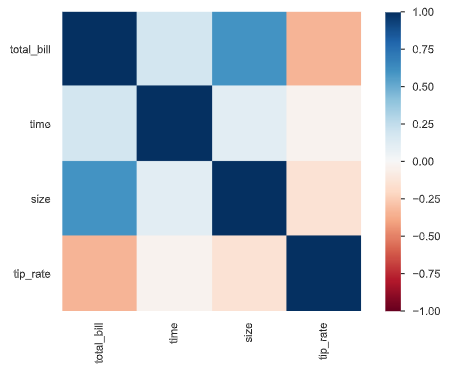 total_bill
time
size
tip_rate
total_bill
time
size
tip_rate
1.00
0.75
0.50
0.25
0.00
−0.25
−0.50
−0.75
−1.00